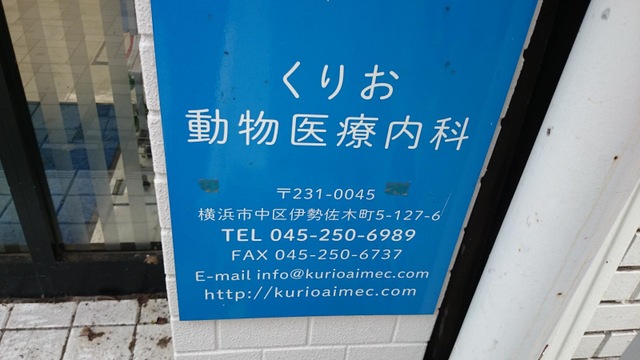 くりお
動物医療内科
〒231-0045
横浜市中区伊勢佐木町5-127-6
TEL 045-250-6989
FAX 045-250-6737
E-mail info@kurioaimec.com
http://kurioaimec.com